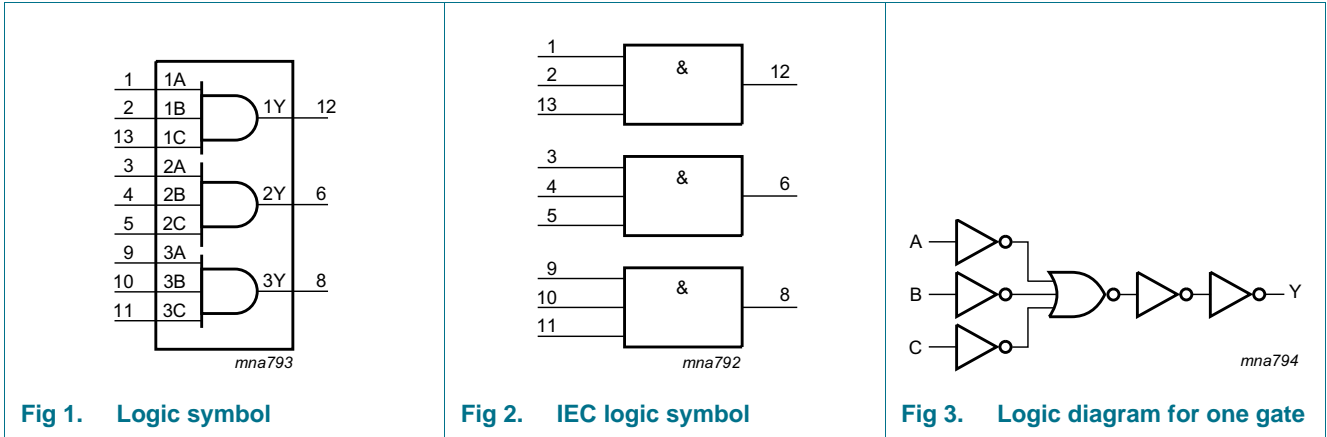 1 1A
2 1B 1Y 12
13 1C
3 2A
4 2B 2Y 6
5 2C
9 3A
10 3B 3Y 8
11 3C
mna793
Fig 1. Logic symbol
1
2 & 12
13
3
4 & 6
5
9
10 & 8
11
mna792
Fig 2. IEC logic symbol
A
B Y
C
mna794
Fig 3. Logic diagram for one gate